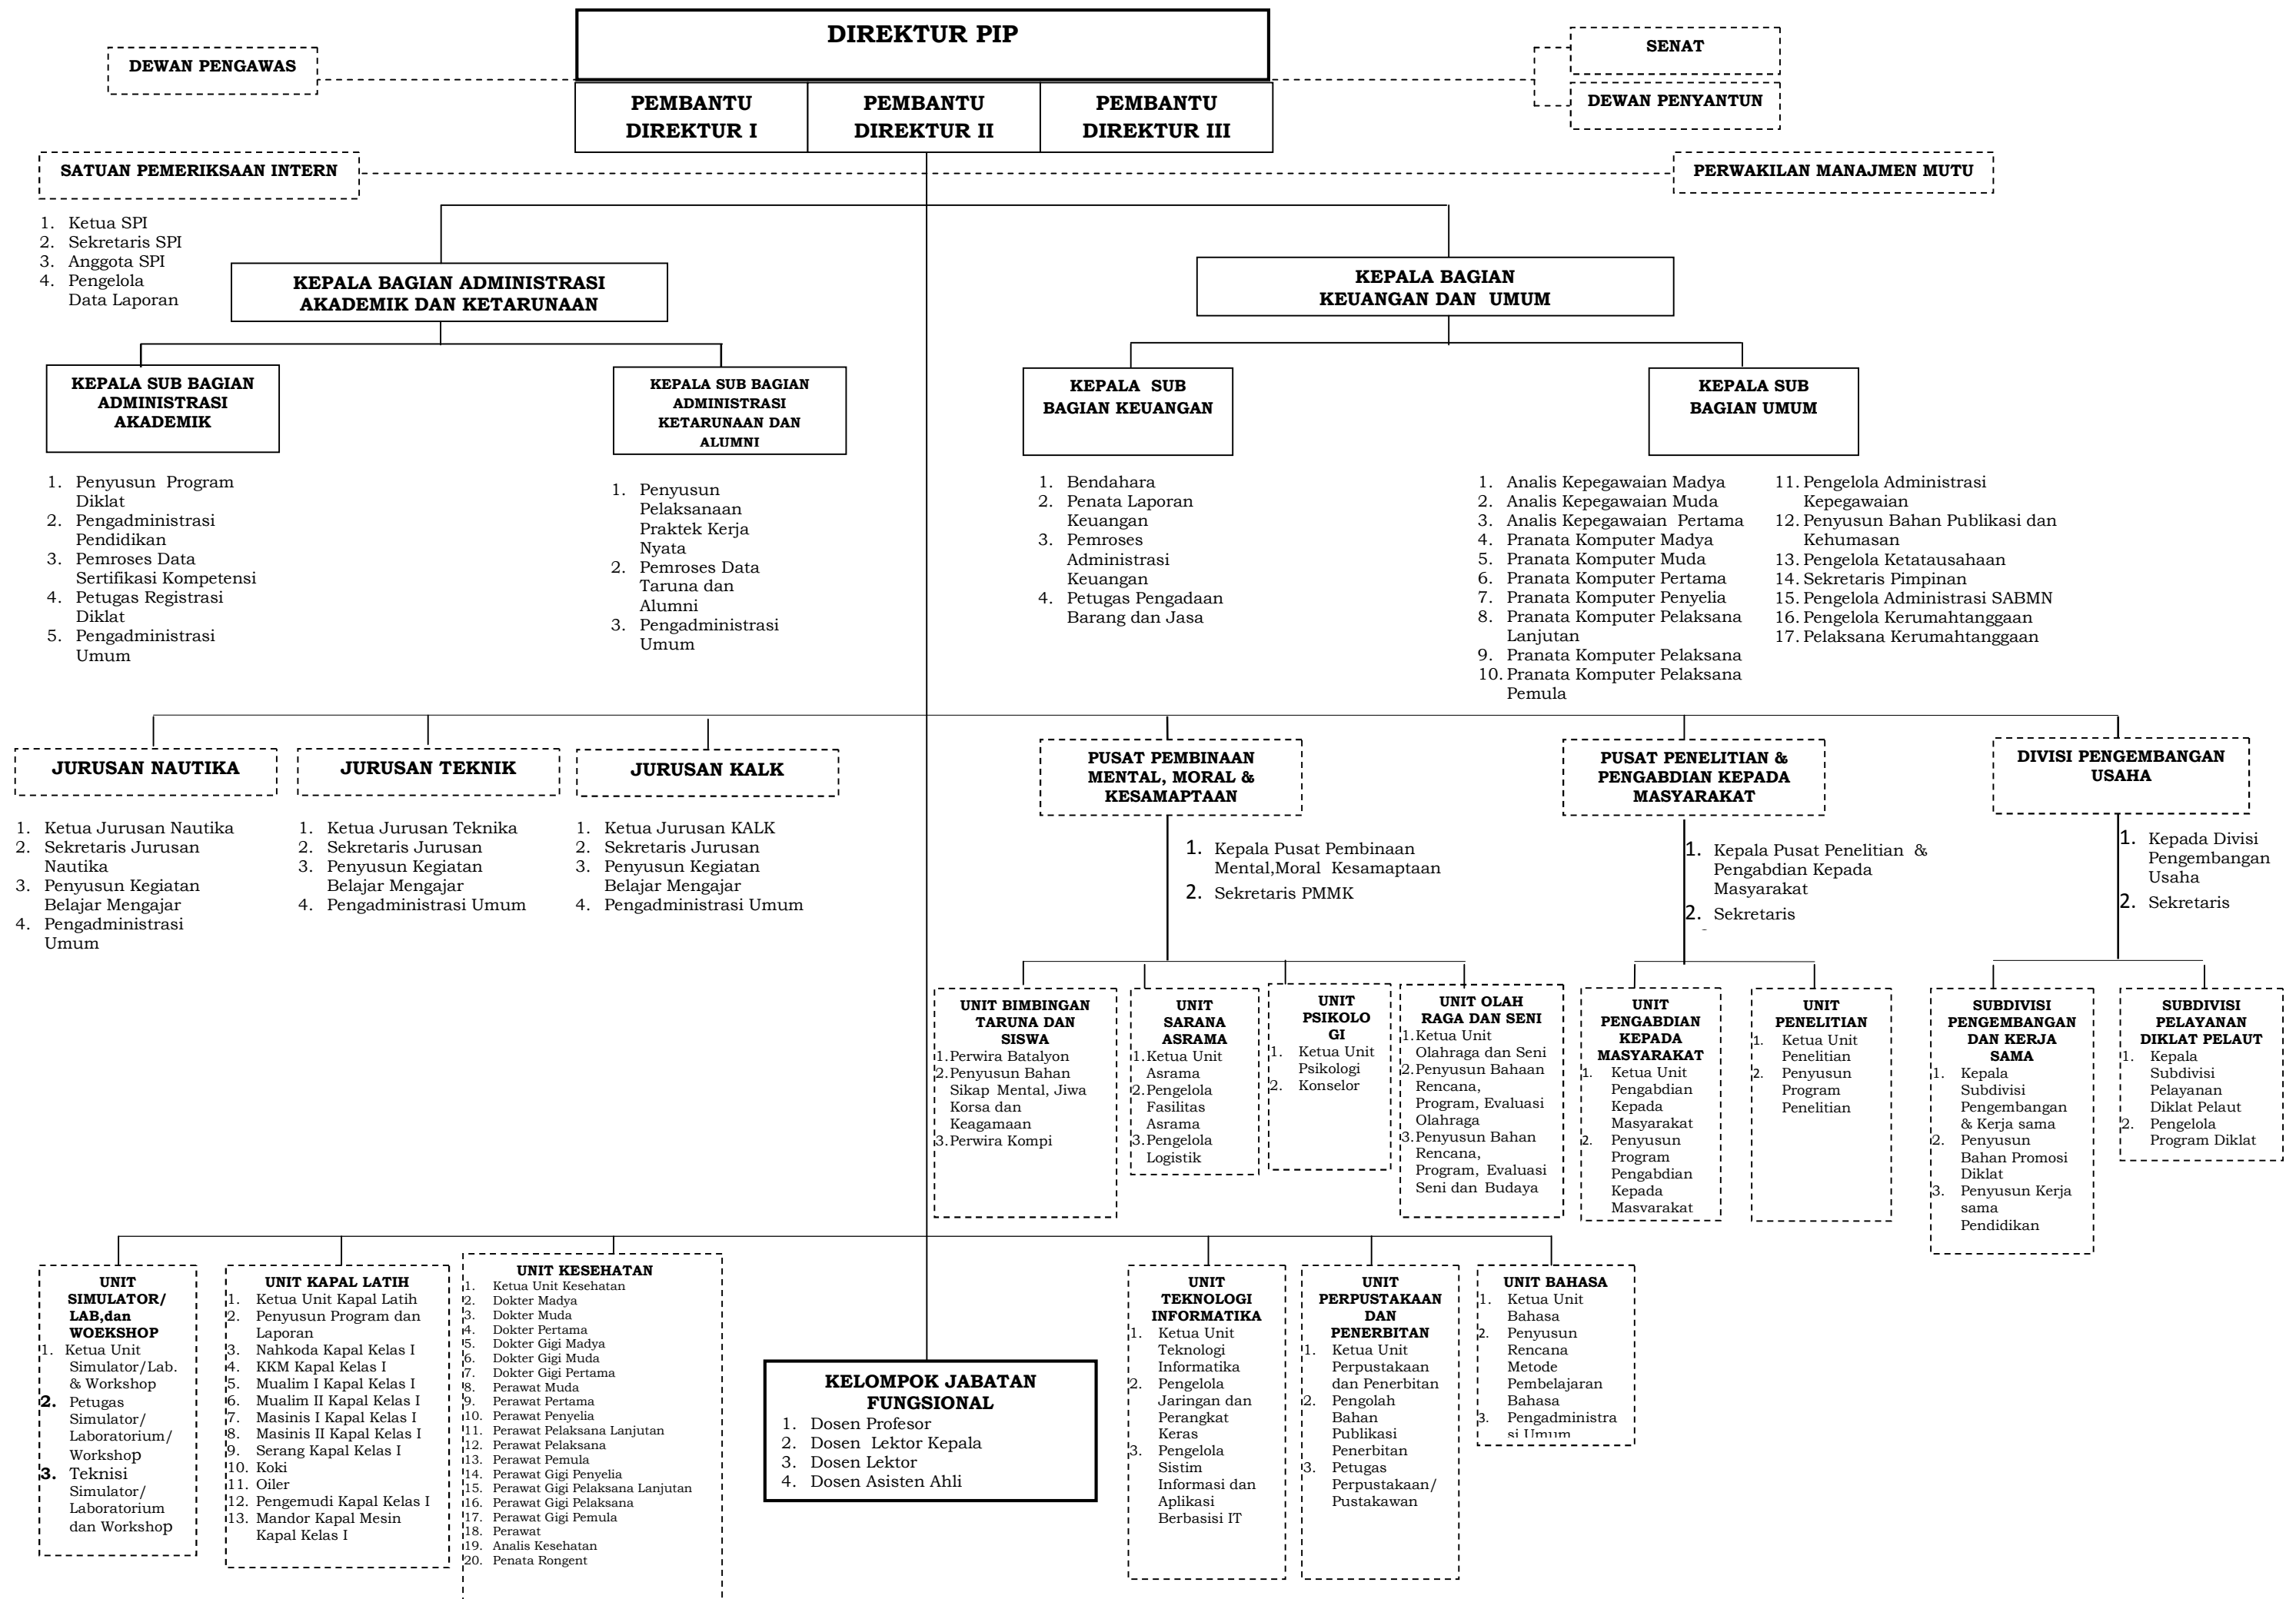 DIREKTUR PIP
DEWAN PENGAWAS
SENAT
DEWAN PENYANTUN
PEMBANTU
DIREKTUR I
PEMBANTU
DIREKTUR II
PEMBANTU
DIREKTUR III
SATUAN PEMERIKSAAN INTERN
PERWAKILAN MANAJMEN MUTU
1. Ketua SPI
2. Sekretaris SPI
3. Anggota SPI
4. Pengelola
Data Laporan
KEPALA BAGIAN ADMINISTRASI
AKADEMIK DAN KETARUNAAN
KEPALA BAGIAN
KEUANGAN DAN UMUM
KEPALA SUB BAGIAN
ADMINISTRASI
AKADEMIK
KEPALA SUB BAGIAN
ADMINISTRASI
KETARUNAAN DAN
ALUMNI
KEPALA SUB
BAGIAN KEUANGAN
KEPALA SUB
BAGIAN UMUM
1. Penyusun Program
Diklat
2. Pengadministrasi
Pendidikan
3. Pemroses Data
Sertifikasi Kompetensi
4. Petugas Registrasi
Diklat
5. Pengadministrasi
Umum
1. Penyusun
Pelaksanaan
Praktek Kerja
Nyata
2. Pemroses Data
Taruna dan
Alumni
3. Pengadministrasi
Umum
1. Bendahara
2. Penata Laporan
Keuangan
3. Pemroses
Administrasi
Keuangan
4. Petugas Pengadaan
Barang dan Jasa
1. Analis Kepegawaian Madya
2. Analis Kepegawaian Muda
3. Analis Kepegawaian Pertama
4. Pranata Komputer Madya
5. Pranata Komputer Muda
6. Pranata Komputer Pertama
7. Pranata Komputer Penyelia
8. Pranata Komputer Pelaksana
Lanjutan
9. Pranata Komputer Pelaksana
10. Pranata Komputer Pelaksana
Pemula
11. Pengelola Administrasi
Kepegawaian
12. Penyusun Bahan Publikasi dan
Kehumasan
13. Pengelola Ketatausahaan
14. Sekretaris Pimpinan
15. Pengelola Administrasi SABMN
16. Pengelola Kerumahtanggaan
17. Pelaksana Kerumahtanggaan
JURUSAN NAUTIKA
JURUSAN TEKNIK
JURUSAN KALK
PUSAT PEMBINAAN
MENTAL, MORAL &
KESAMAPTAAN
PUSAT PENELITIAN &
PENGABDIAN KEPADA
MASYARAKAT
DIVISI PENGEMBANGAN
USAHA
1. Ketua Jurusan Nautika
2. Sekretaris Jurusan
Nautika
3. Penyusun Kegiatan
Belajar Mengajar
4. Pengadministrasi
Umum
1. Ketua Jurusan Teknika
2. Sekretaris Jurusan
3. Penyusun Kegiatan
Belajar Mengajar
4. Pengadministrasi Umum
1. Ketua Jurusan KALK
2. Sekretaris Jurusan
3. Penyusun Kegiatan
Belajar Mengajar
4. Pengadministrasi Umum
1. Kepala Pusat Pembinaan
Mental,Moral Kesamaptaan
2. Sekretaris PMMK
1. Kepala Pusat Penelitian &
Pengabdian Kepada
Masyarakat
2. Sekretaris
1. Kepada Divisi
Pengembangan
Usaha
2. Sekretaris
UNIT BIMBINGAN
TARUNA DAN
SISWA
1.Perwira Batalyon
2.Penyusun Bahan
Sikap Mental, Jiwa
Korsa dan
Keagamaan
3.Perwira Kompi
UNIT
SARANA
ASRAMA
1.Ketua Unit
Asrama
2.Pengelola
Fasilitas
Asrama
3.Pengelola
Logistik
UNIT
PSIKOLO
GI
1. Ketua Unit
Psikologi
2. Konselor
UNIT OLAH
RAGA DAN SENI
1.Ketua Unit
Olahraga dan Seni
2.Penyusun Bahaan
Rencana,
Program, Evaluasi
Olahraga
3.Penyusun Bahan
Rencana,
Program, Evaluasi
Seni dan Budaya
UNIT
PENGABDIAN
KEPADA
MASYARAKAT
1. Ketua Unit
Pengabdian
Kepada
Masyarakat
2. Penyusun
Program
Pengabdian
Kepada
Masyarakat
UNIT
PENELITIAN
1. Ketua Unit
Penelitian
2. Penyusun
Program
Penelitian
SUBDIVISI
PENGEMBANGAN
DAN KERJA
SAMA
1. Kepala
Subdivisi
Pengembangan
& Kerja sama
2. Penyusun
Bahan Promosi
Diklat
3. Penyusun Kerja
sama
Pendidikan
SUBDIVISI
PELAYANAN
DIKLAT PELAUT
1. Kepala
Subdivisi
Pelayanan
Diklat Pelaut
2. Pengelola
Program Diklat
UNIT
SIMULATOR/
LAB,dan
WOEKSHOP
1. Ketua Unit
Simulator/Lab.
& Workshop
2. Petugas
Simulator/
Laboratorium/
Workshop
3. Teknisi
Simulator/
Laboratorium
dan Workshop
UNIT KAPAL LATIH
1. Ketua Unit Kapal Latih
2. Penyusun Program dan
Laporan
3. Nahkoda Kapal Kelas I
4. KKM Kapal Kelas I
5. Mualim I Kapal Kelas I
6. Mualim II Kapal Kelas I
7. Masinis I Kapal Kelas I
8. Masinis II Kapal Kelas I
9. Serang Kapal Kelas I
10. Koki
11. Oiler
12. Pengemudi Kapal Kelas I
13. Mandor Kapal Mesin
Kapal Kelas I
UNIT KESEHATAN
1. Ketua Unit Kesehatan
2. Dokter Madya
3. Dokter Muda
4. Dokter Pertama
5. Dokter Gigi Madya
6. Dokter Gigi Muda
7. Dokter Gigi Pertama
8. Perawat Muda
9. Perawat Pertama
10. Perawat Penyelia
11. Perawat Pelaksana Lanjutan
12. Perawat Pelaksana
13. Perawat Pemula
14. Perawat Gigi Penyelia
15. Perawat Gigi Pelaksana Lanjutan
16. Perawat Gigi Pelaksana
17. Perawat Gigi Pemula
18. Perawat
19. Analis Kesehatan
20. Penata Rongent
KELOMPOK JABATAN
FUNGSIONAL
1. Dosen Profesor
2. Dosen Lektor Kepala
3. Dosen Lektor
4. Dosen Asisten Ahli
UNIT
TEKNOLOGI
INFORMATIKA
1. Ketua Unit
Teknologi
Informatika
2. Pengelola
Jaringan dan
Perangkat
Keras
3. Pengelola
Sistim
Informasi dan
Aplikasi
Berbasisi IT
UNIT
PERPUSTAKAAN
DAN
PENERBITAN
1. Ketua Unit
Perpustakaan
dan Penerbitan
2. Pengolah
Bahan
Publikasi
Penerbitan
3. Petugas
Perpustakaan/
Pustakawan
UNIT BAHASA
1. Ketua Unit
Bahasa
2. Penyusun
Rencana
Metode
Pembelajaran
Bahasa
3. Pengadministra
si Umum